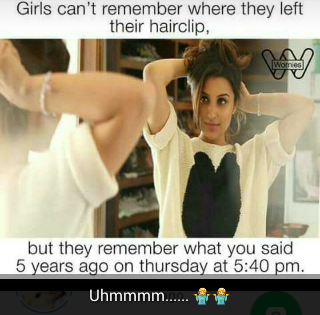 Girls can't remember where they left
their hairclip,
W
Worries
but they remember what you said
5 years ago on thursday at 5:40 pm.
Uhmmmm...... 🤷‍♀️🤷‍♀️